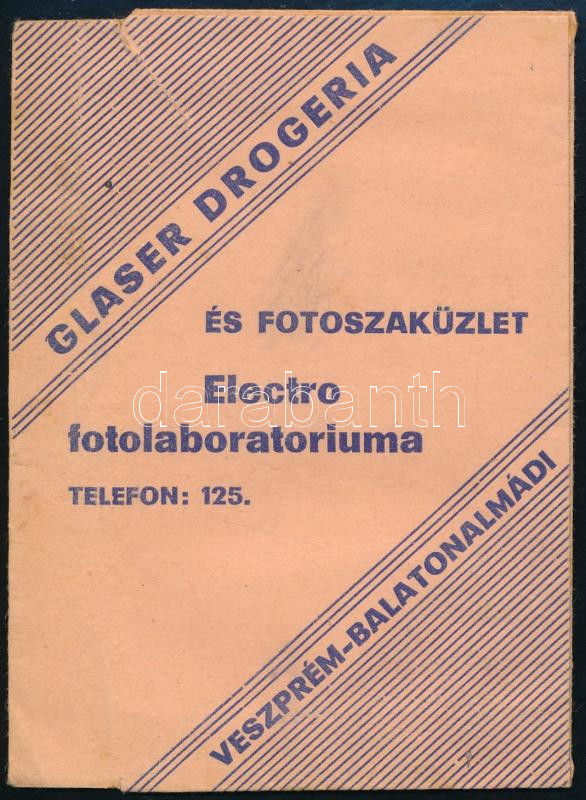 GLASER DROGERIA
ÉS FOTOSZAKÜZLET
Electro
darabanth
fotolaboratoriuma
TELEFON: 125.
VESZPRÉM-BALATONALMÁDI